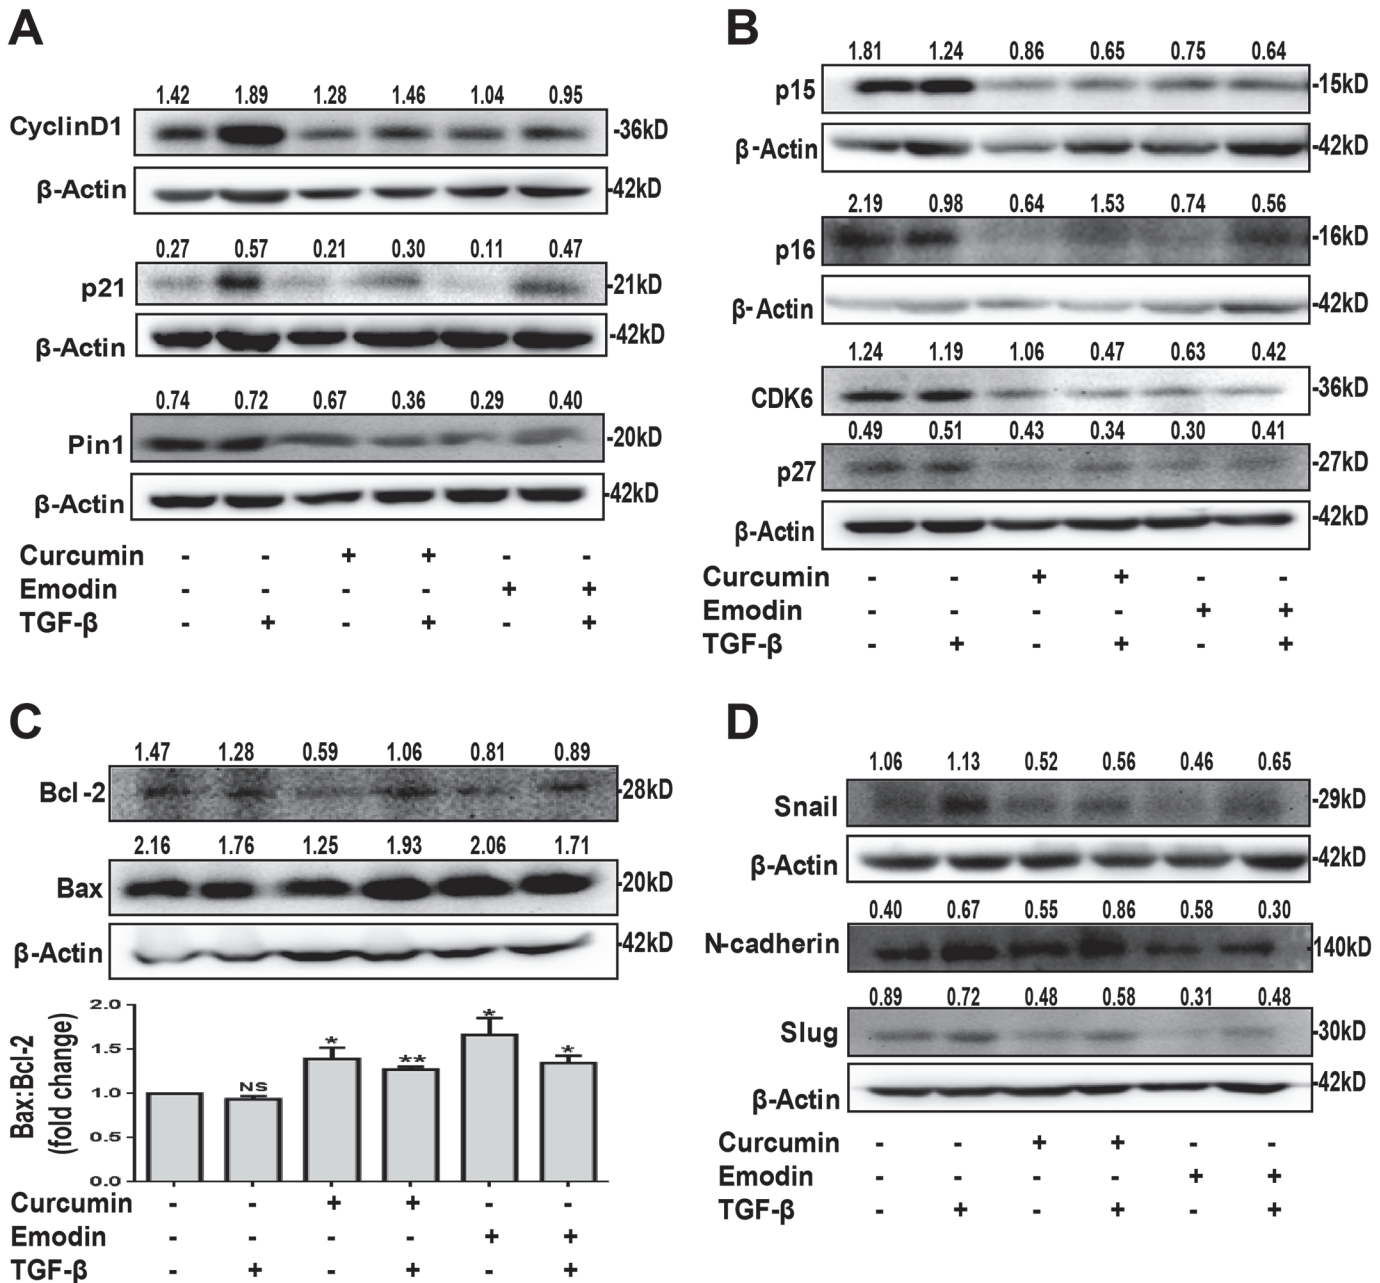 A
1.42 1.89 1.28 1.46 1.04 0.95
CyclinD1 -36kD
β-Actin -42kD
0.27 0.57 0.21 0.30 0.11 0.47
p21 -21kD
β-Actin -42kD
0.74 0.72 0.67 0.36 0.29 0.40
Pin1 -20kD
β-Actin -42kD
Curcumin - - + + - -
Emodin - - - - + +
TGF-β - + - + - +
B
1.81 1.24 0.86 0.65 0.75 0.64
p15 -15kD
β-Actin -42kD
2.19 0.98 0.64 1.53 0.74 0.56
p16 -16kD
β-Actin -42kD
1.24 1.19 1.06 0.47 0.63 0.42
CDK6 -36kD
0.49 0.51 0.43 0.34 0.30 0.41
p27 -27kD
β-Actin -42kD
Curcumin - - + + - -
Emodin - - - - + +
TGF-β - + - + - +
C
1.47 1.28 0.59 1.06 0.81 0.89
Bcl-2 -28kD
2.16 1.76 1.25 1.93 2.06 1.71
Bax -20kD
β-Actin -42kD
Bax:Bcl-2
(fold change)
2.0
1.5
1.0
0.5
0.0
NS * ** * *
Curcumin - - + + - -
Emodin - - - - + +
TGF-β - + - + - +
D
1.06 1.13 0.52 0.56 0.46 0.65
Snail -29kD
β-Actin -42kD
0.40 0.67 0.55 0.86 0.58 0.30
N-cadherin -140kD
0.89 0.72 0.48 0.58 0.31 0.48
Slug -30kD
β-Actin -42kD
Curcumin - - + + - -
Emodin - - - - + +
TGF-β - + - + - +